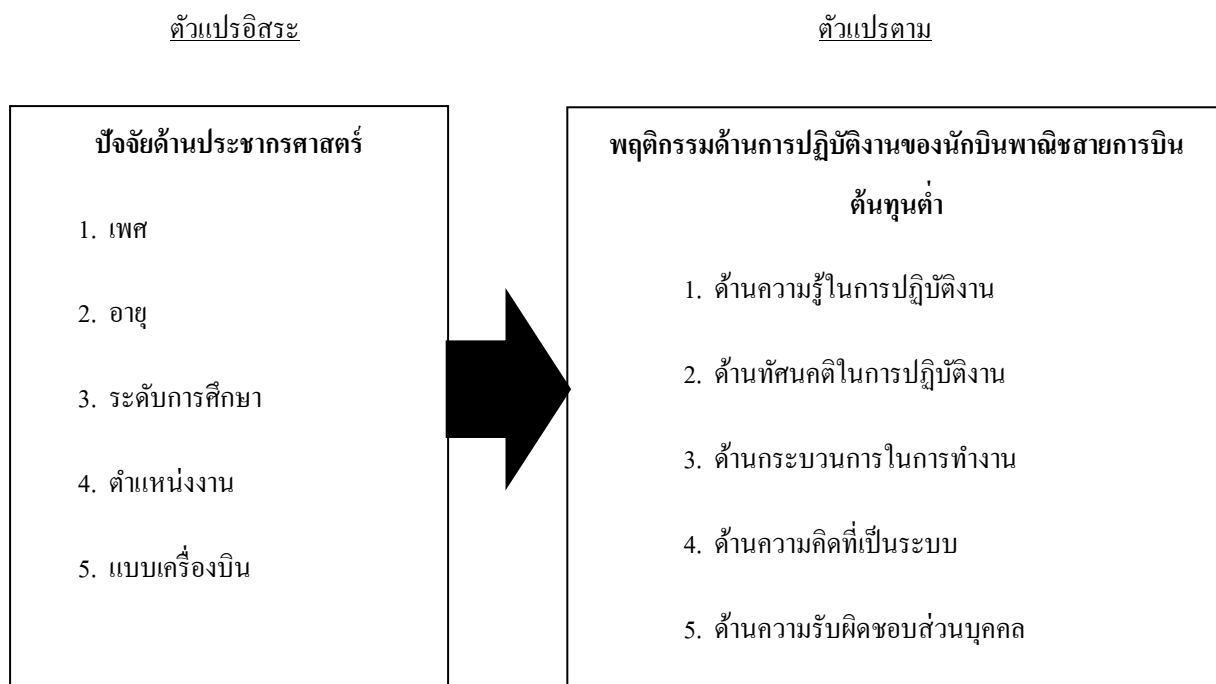 ตัวแปรอิสระ
ตัวแปรตาม
ปัจจัยด้านประชากรศาสตร์
1. เพศ
2. อายุ
3. ระดับการศึกษา
4. ตำแหน่งงาน
5. แบบเครื่องบิน
พฤติกรรมด้านการปฏิบัติงานของนักบินพาณิชสายการบิน
ต้นทุนต่ำ
1. ด้านความรู้ในการปฏิบัติงาน
2. ด้านทัศนคติในการปฏิบัติงาน
3. ด้านกระบวนการในการทำงาน
4. ด้านความคิดที่เป็นระบบ
5. ด้านความรับผิดชอบส่วนบุคคล